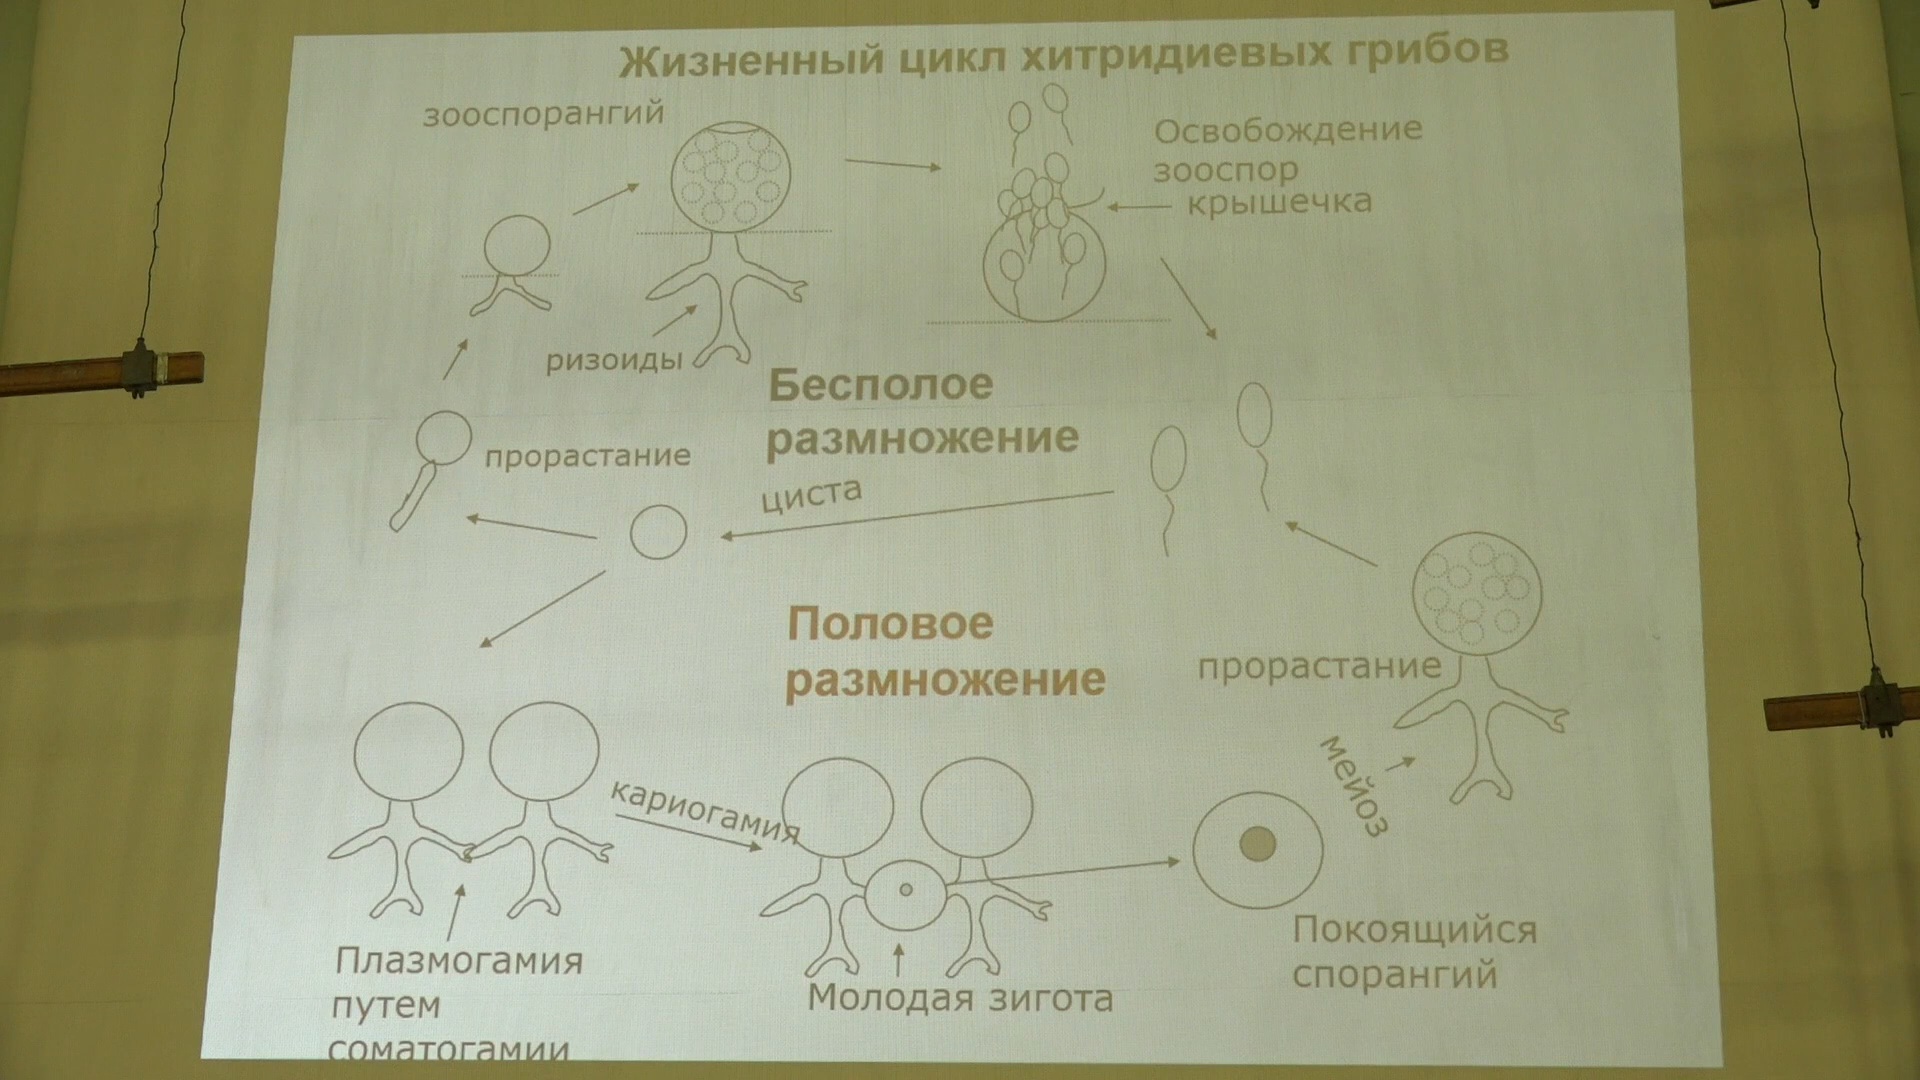 Жизненный цикл хитридиевых грибов
зооспорангий
Освобождение
зооспор
крышечка
ризоиды
Бесполое
размножение
прорастание
циста
Половое
размножение
прорастание
мейоз
кариогамия
Плазмогамия
путем
соматогамии
Молодая зигота
Покоящийся
спорангий